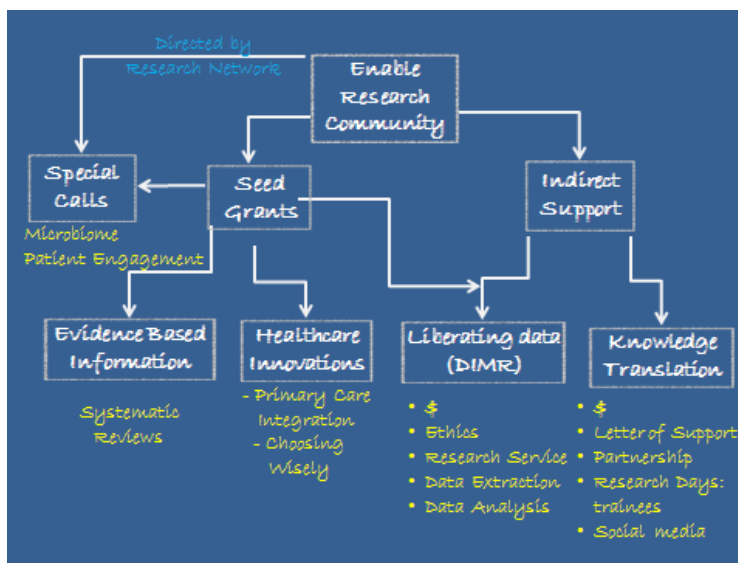 Directed by
Research Network
Enable
Research
Community
Special
Calls
Seed
Grants
Indirect
Support
Microbiome
Patient Engagement
Evidence Based
Information
Healthcare
Innovations
Liberating data
(DIMR)
Knowledge
Translation
Systematic
Reviews
- Primary Care
Integration
- Choosing
Wisely
• $
• Ethics
• Research Service
• Data Extraction
• Data Analysis
• $
• Letter of Support
• Partnership
• Research Days:
trainees
• Social media